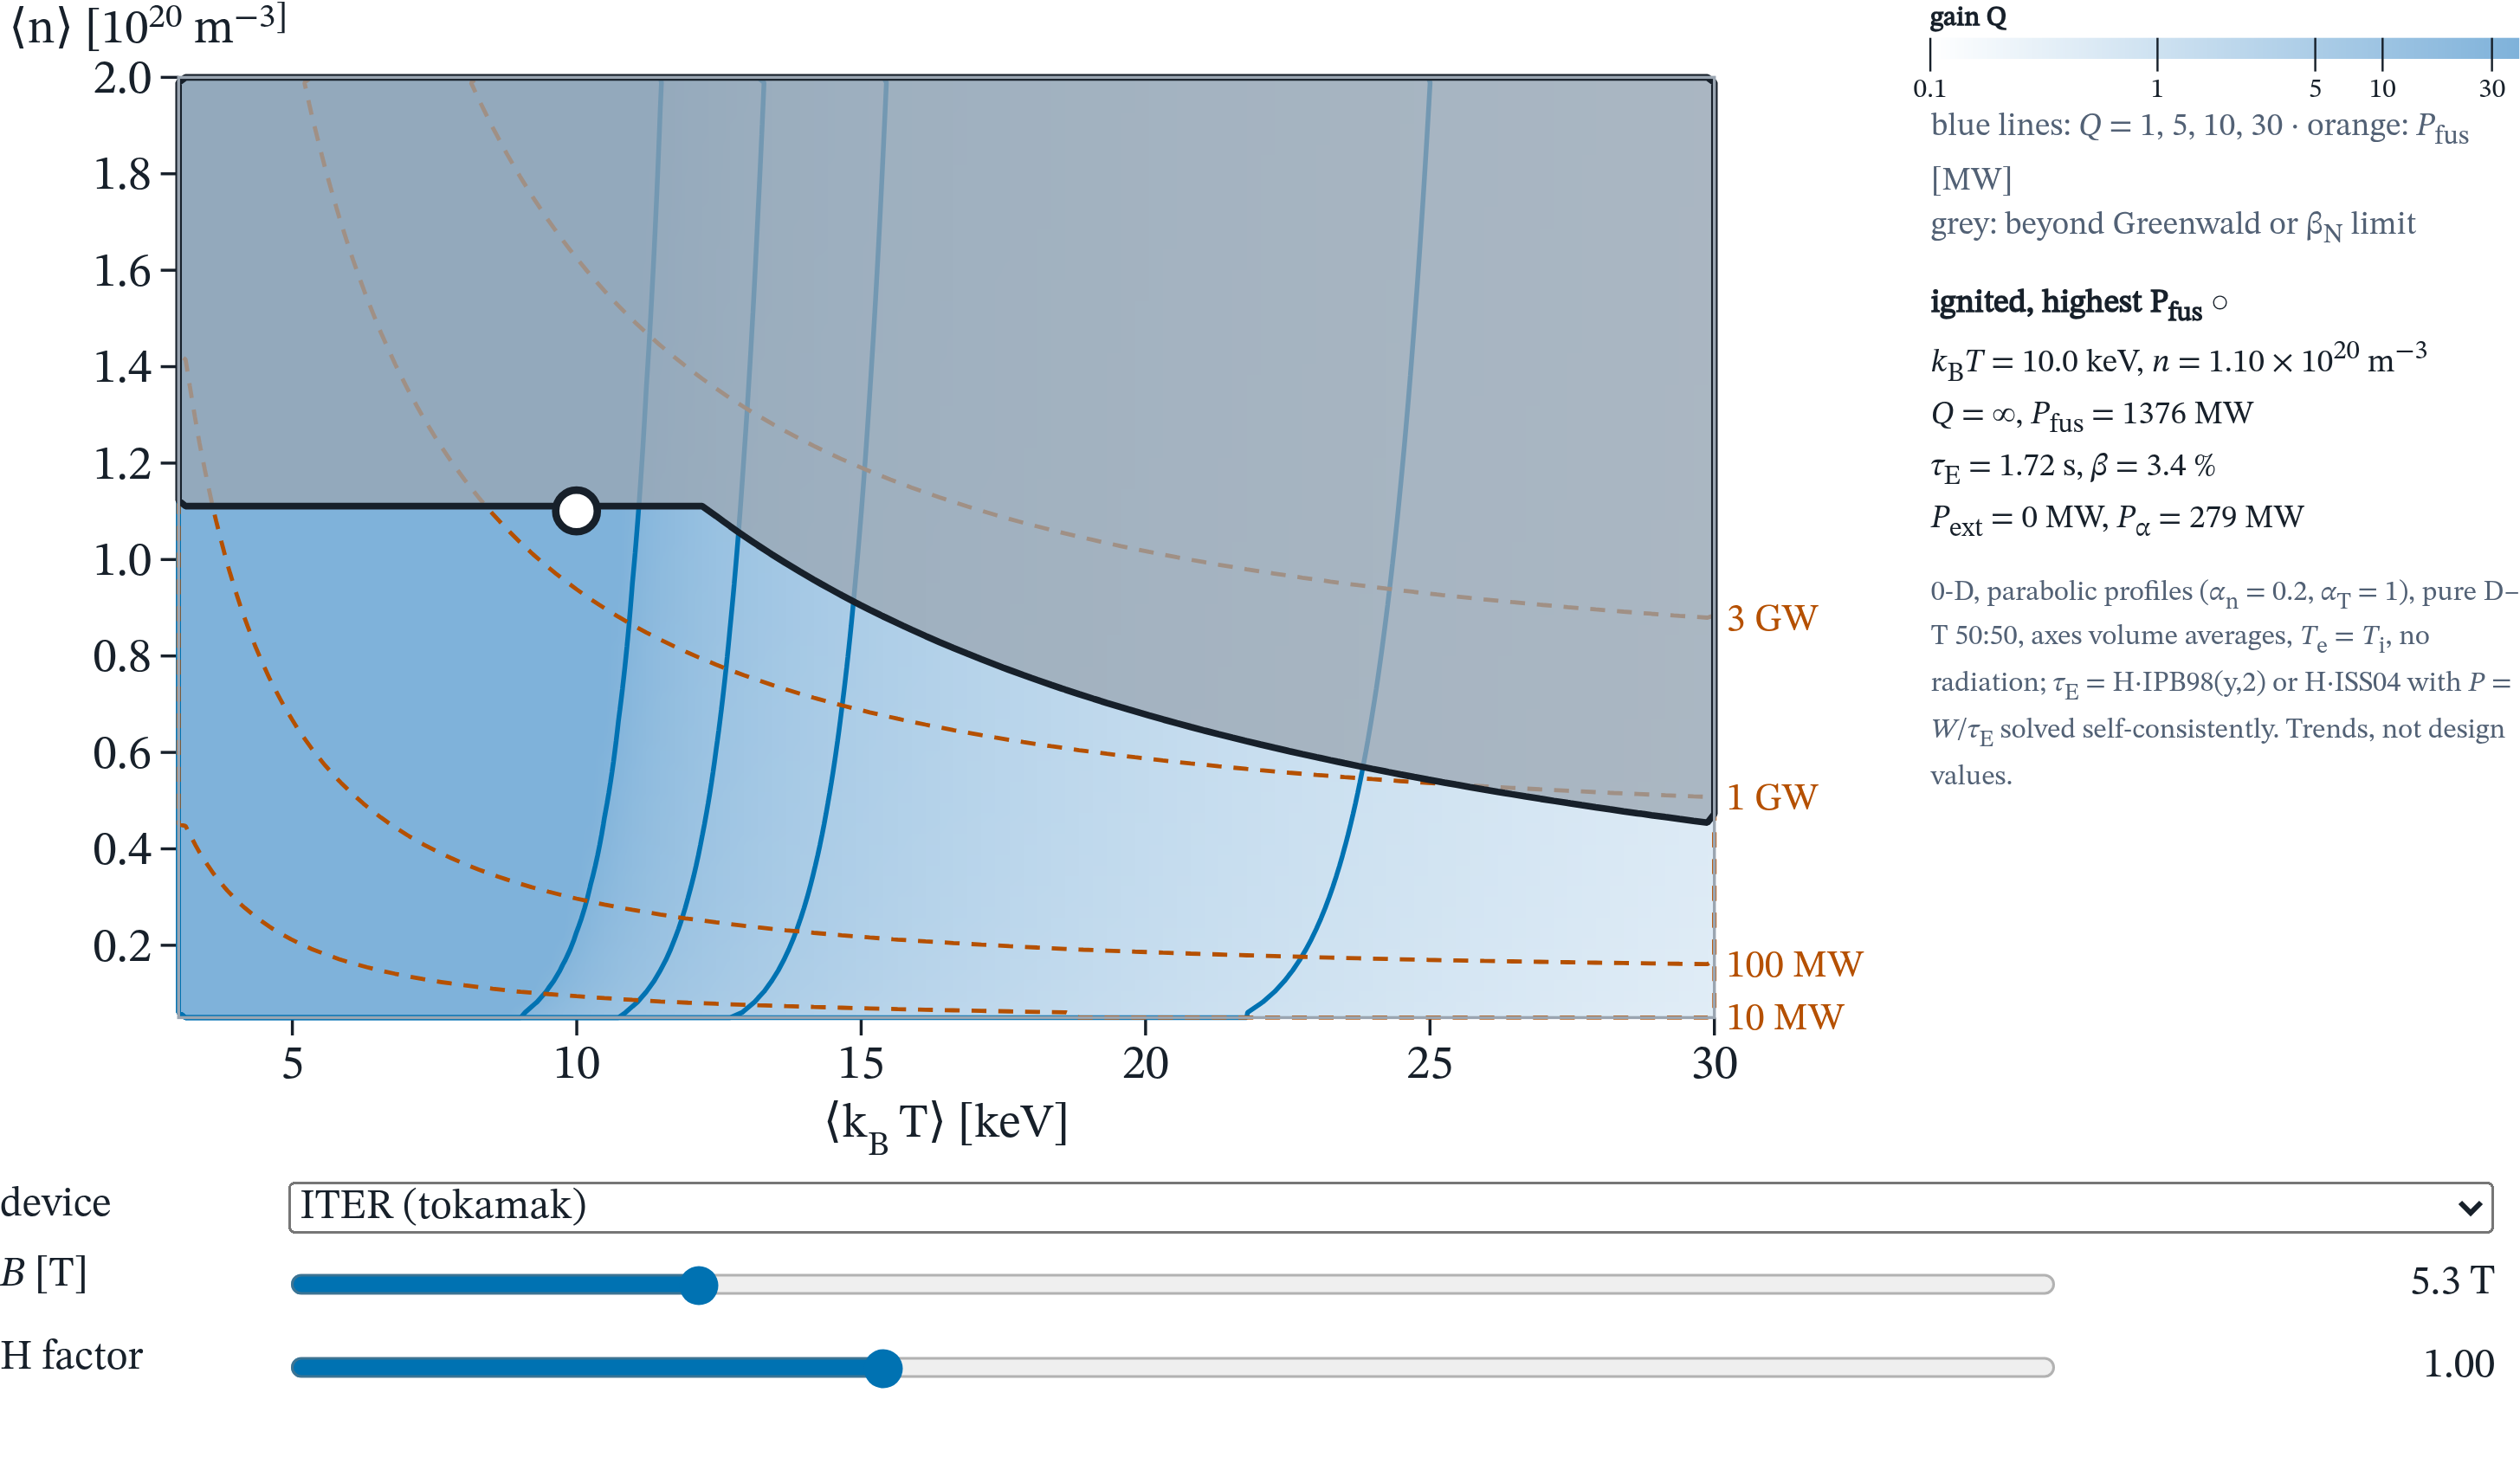 ⟨n⟩ [10²⁰ m⁻³]
2.0
1.8
1.6
1.4
1.2
1.0
0.8
0.6
0.4
0.2
5 10 15 20 25 30
⟨k_B T⟩ [keV]
3 GW
1 GW
100 MW
10 MW
gain Q
0.1 1 5 10 30
blue lines: Q = 1, 5, 10, 30 · orange: P_fus
[MW]
grey: beyond Greenwald or β_N limit
ignited, highest P_fus ○
k_BT = 10.0 keV, n = 1.10 × 10²⁰ m⁻³
Q = ∞, P_fus = 1376 MW
τ_E = 1.72 s, β = 3.4 %
P_ext = 0 MW, P_α = 279 MW
0-D, parabolic profiles (α_n = 0.2, α_T = 1), pure D–
T 50:50, axes volume averages, T_e = T_i, no
radiation; τ_E = H·IPB98(y,2) or H·ISS04 with P =
W/τ_E solved self-consistently. Trends, not design
values.
device ITER (tokamak)
B [T] 5.3 T
H factor 1.00